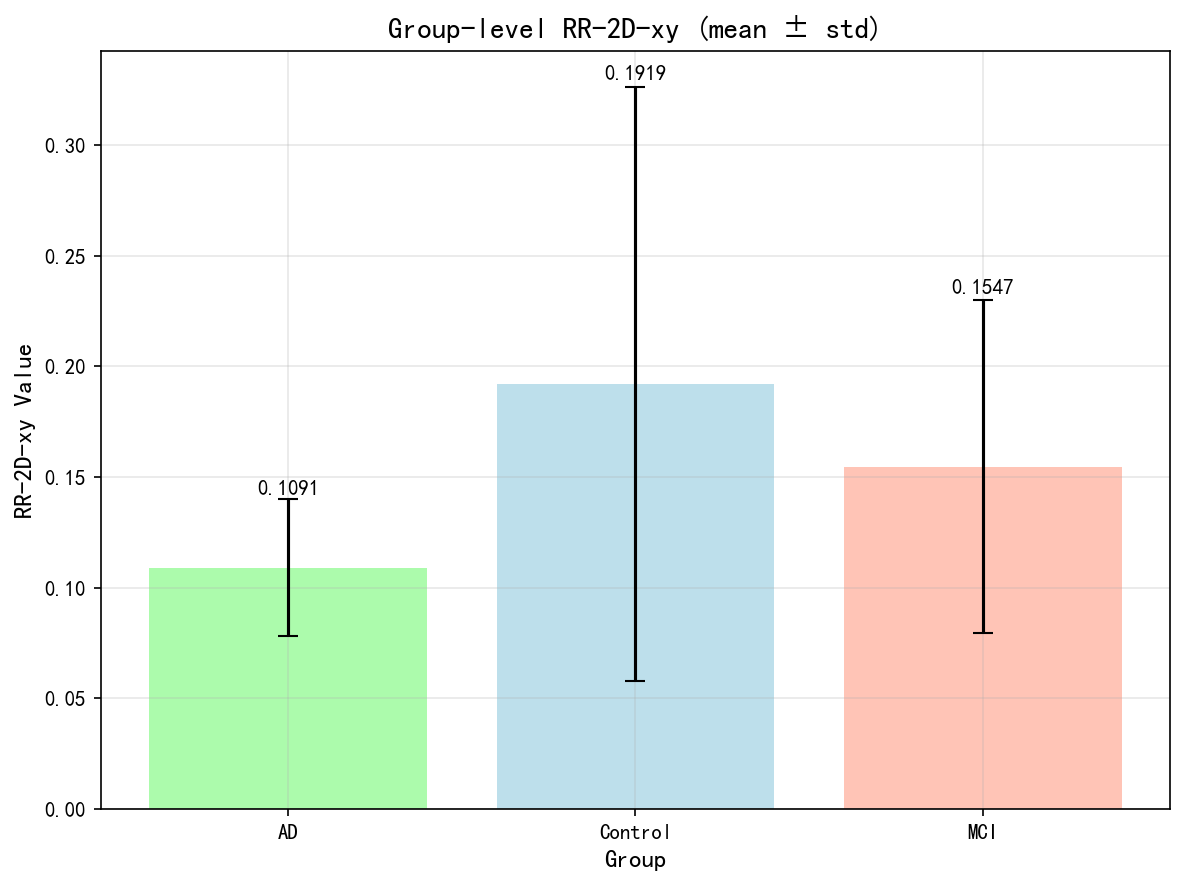 Group-level RR-2D-xy (mean ± std)
0.1919
0.30
0.25
0.1547
0.20
RR-2D-xy Value
0.15
0.1091
0.10
0.05
0.00
AD Control MCI
Group